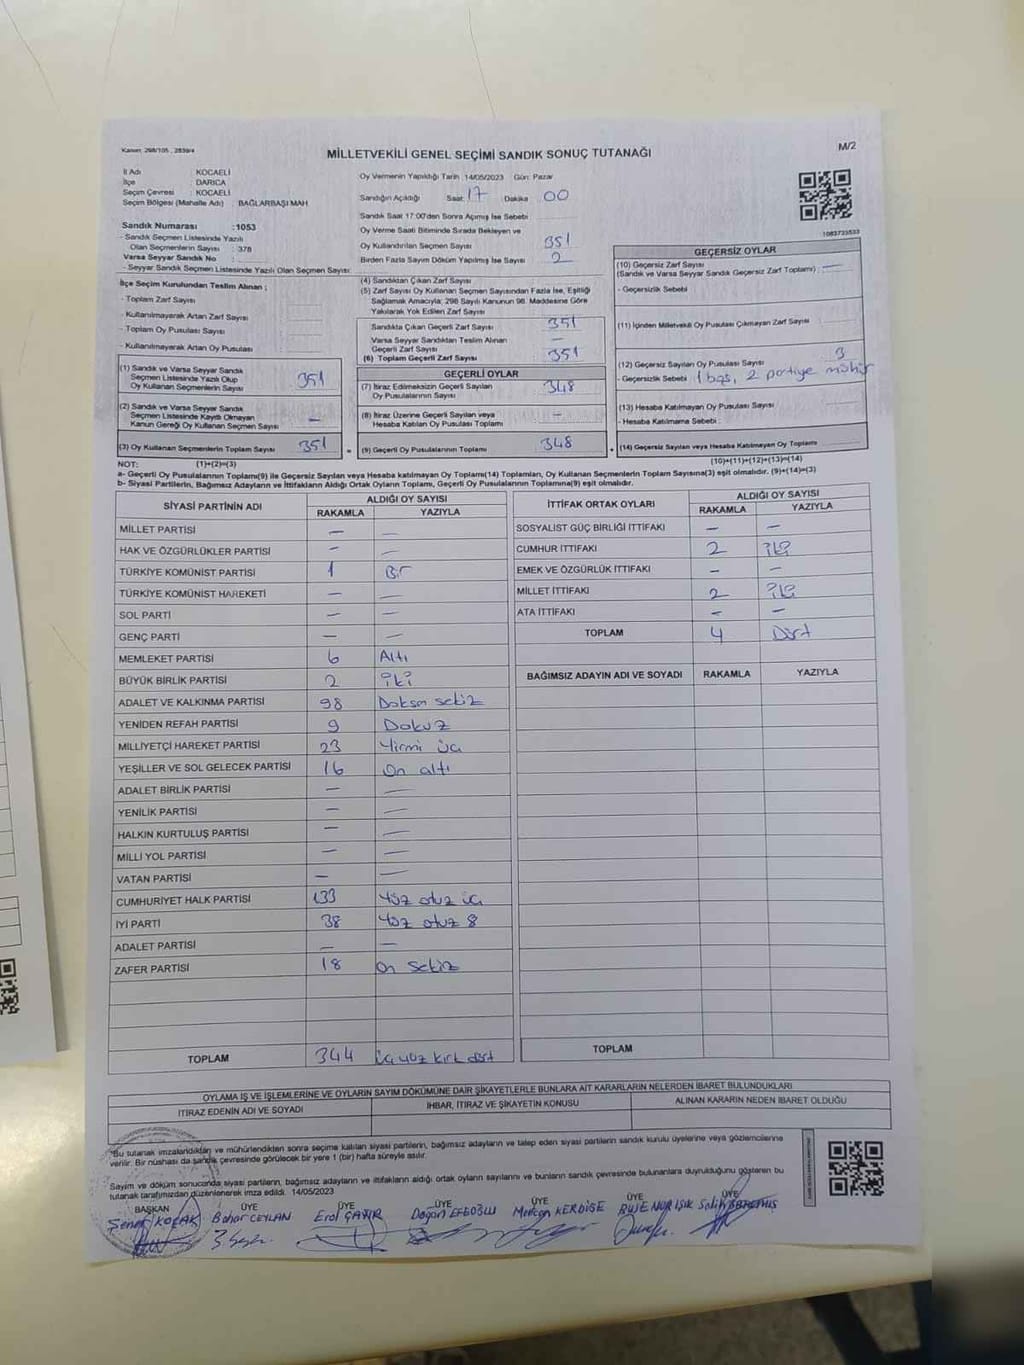 Kanun: 298/105 , 2839/4
MİLLETVEKİLİ GENEL SEÇİMİ SANDIK SONUÇ TUTANAĞI
M/2
İl Adı : KOCAELİ
İlçe : DARICA
Seçim Çevresi : KOCAELİ
Seçim Bölgesi (Mahalle Adı) : BAĞLARBAŞI MAH
Sandık Numarası :1053
- Sandık Seçmen Listesinde Yazılı
Olan Seçmenlerin Sayısı : 378
Varsa Seyyar Sandık No :
- Seyyar Sandık Seçmen Listesinde Yazılı Olan Seçmen Sayısı
İlçe Seçim Kurulundan Teslim Alınan :
- Toplam Zarf Sayısı
- Kullanılmayarak Artan Zarf Sayısı
- Toplam Oy Pusulası Sayısı
- Kullanılmayarak Artan Oy Pusulası
(1) Sandık ve Varsa Seyyar Sandık
Seçmen Listesinde Yazılı Olup
Oy Kullanan Seçmenlerin Sayısı 351
(2) Sandık ve Varsa Seyyar Sandık
Seçmen Listesinde Kayıtlı Olmayan
Kanun Gereği Oy Kullanan Seçmen Sayısı —
(3) Oy Kullanan Seçmenlerin Toplam Sayısı 351 =
Oy Vermenin Yapıldığı Tarih :14/05/2023 Gün: Pazar
Sandığın Açıldığı Saat: 17 Dakika 00
Sandık Saat 17:00'den Sonra Açılmış İse Sebebi
Oy Verme Saati Bitiminde Sırada Bekleyen ve
Oy Kullandırılan Seçmen Sayısı 351
Birden Fazla Sayım Döküm Yapılmış İse Sayısı 2
(4) Sandıktan Çıkan Zarf Sayısı
(5) Zarf Sayısı Oy Kullanan Seçmen Sayısından Fazla İse, Eşitliği
Sağlamak Amacıyla; 298 Sayılı Kanunun 98. Maddesine Göre
Yakılarak Yok Edilen Zarf Sayısı
Sandıkta Çıkan Geçerli Zarf Sayısı 351
Varsa Seyyar Sandıktan Teslim Alınan
Geçerli Zarf Sayısı —
(6) Toplam Geçerli Zarf Sayısı 351
GEÇERLİ OYLAR
(7) İtiraz Edilmeksizin Geçerli Sayılan
Oy Pusulasının Sayısı 348
(8) İtiraz Üzerine Geçerli Sayılan veya
Hesaba Katılan Oy Pusulası Toplamı —
(9) Geçerli Oy Pusulalarının Toplamı 348 +
1083733533
GEÇERSİZ OYLAR
(10) Geçersiz Zarf Sayısı —
(Sandık ve Varsa Seyyar Sandık Geçersiz Zarf Toplamı)
- Geçersizlik Sebebi
(11) İçinden Milletvekili Oy Pusulası Çıkmayan Zarf Sayısı
(12) Geçersiz Sayılan Oy Pusulası Sayısı 3
- Geçersizlik Sebebi 1 boş, 2 partiye mühür
(13) Hesaba Katılmayan Oy Pusulası Sayısı
- Hesaba Katılmama Sebebi :
(14) Geçersiz Sayılan veya Hesaba Katılmayan Oy Toplamı
NOT: (1)+(2)=(3) (10)+(11)+(12)+(13)=(14)
a- Geçerli Oy Pusulalarının Toplamı(9) ile Geçersiz Sayılan veya Hesaba katılmayan Oy Toplamı(14) Toplamları, Oy Kullanan Seçmenlerin Toplam Sayısına(3) eşit olmalıdır. (9)+(14)=(3)
b- Siyasi Partilerin, Bağımsız Adayların ve İttifakların Aldığı Ortak Oyların Toplamı, Geçerli Oy Pusulalarının Toplamına(9) eşit olmalıdır.
SİYASİ PARTİNİN ADI ALDIĞI OY SAYISI
RAKAMLA YAZIYLA
MİLLET PARTİSİ — —
HAK VE ÖZGÜRLÜKLER PARTİSİ — —
TÜRKİYE KOMÜNİST PARTİSİ 1 Bir
TÜRKİYE KOMÜNİST HAREKETİ — —
SOL PARTİ — —
GENÇ PARTİ — —
MEMLEKET PARTİSİ 6 Altı
BÜYÜK BİRLİK PARTİSİ 2 iki
ADALET VE KALKINMA PARTİSİ 98 Doksan sekiz
YENİDEN REFAH PARTİSİ 9 Dokuz
MİLLİYETÇİ HAREKET PARTİSİ 23 Yirmi üç
YEŞİLLER VE SOL GELECEK PARTİSİ 16 On altı
ADALET BİRLİK PARTİSİ — —
YENİLİK PARTİSİ — —
HALKIN KURTULUŞ PARTİSİ — —
MİLLİ YOL PARTİSİ — —
VATAN PARTİSİ — —
CUMHURİYET HALK PARTİSİ 133 Yüz otuz üç
İYİ PARTİ 38 Yüz otuz 8
ADALET PARTİSİ — —
ZAFER PARTİSİ 18 On sekiz
TOPLAM 344 üç yüz kırk dört
İTTİFAK ORTAK OYLARI ALDIĞI OY SAYISI
RAKAMLA YAZIYLA
SOSYALİST GÜÇ BİRLİĞİ İTTİFAKI — —
CUMHUR İTTİFAKI 2 iki
EMEK VE ÖZGÜRLÜK İTTİFAKI — —
MİLLET İTTİFAKI 2 iki
ATA İTTİFAKI — —
TOPLAM 4 Dört
BAĞIMSIZ ADAYIN ADI VE SOYADI RAKAMLA YAZIYLA
TOPLAM
OYLAMA İŞ VE İŞLEMLERİNE VE OYLARIN SAYIM DÖKÜMÜNE DAİR ŞİKAYETLERLE BUNLARA AİT KARARLARIN NELERDEN İBARET BULUNDUKLARI
İTİRAZ EDENİN ADI VE SOYADI İHBAR, İTİRAZ VE ŞİKAYETİN KONUSU ALINAN KARARIN NEDEN İBARET OLDUĞU
*Bu tutanak imzalandıktan ve mühürlendikten sonra seçime katılan siyasi partilerin, bağımsız adayların ve talep eden siyasi partilerin sandık kurulu üyelerine veya gözlemcilerine
verilir. Bir nüshası da sandık çevresinde görülecek bir yere 1 (bir) hafta süreyle asılır.
Sayım ve döküm sonucunda siyasi partilerin, bağımsız adayların ve ittifakların aldığı ortak oyların sayılarını ve bunların sandık çevresinde bulunanlara duyrulduğunu gösteren bu
tutanak tarafımızdan düzenlenerek imza edildi. 14/05/2023
BAŞKAN ÜYE ÜYE ÜYE ÜYE ÜYE ÜYE
Şener KOÇAK Bahar CEYLAN Erol ÇAKIR Doğan EFEOĞLU Mercan KERDİGE BUSE NUR IŞIK Salih